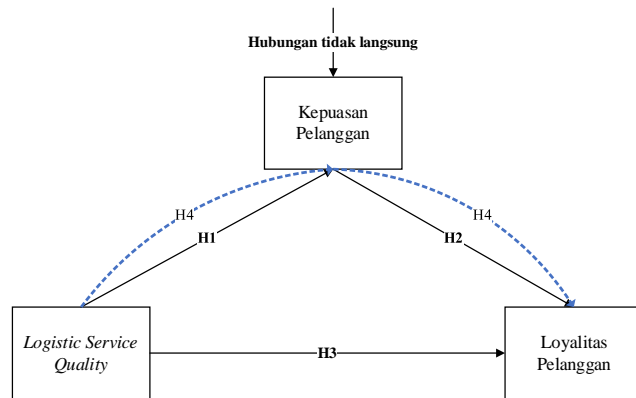 Hubungan tidak langsung
Kepuasan
Pelanggan
H4
H4
H1
H2
Logistic Service
Quality
Loyalitas
Pelanggan
H3